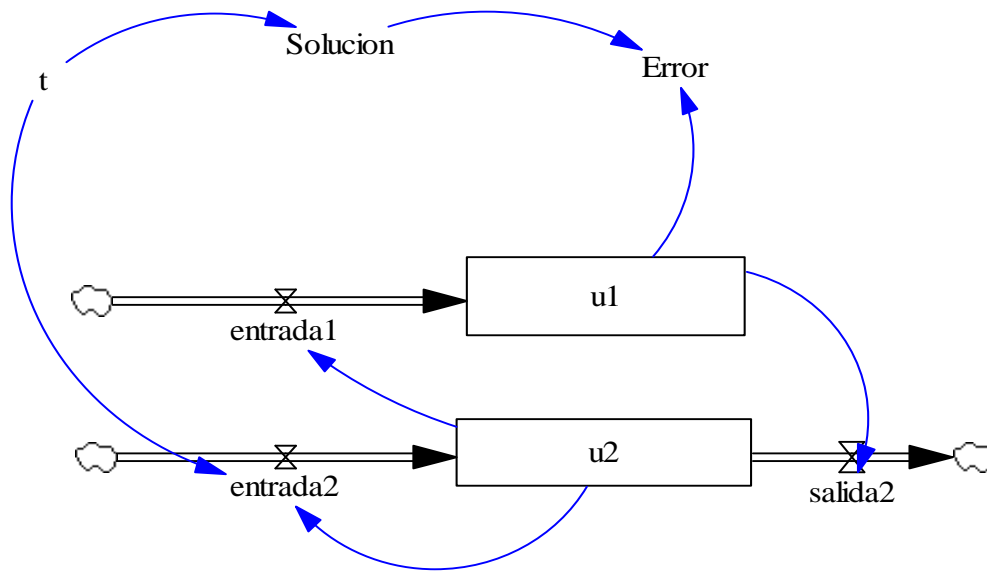 Solucion
Error
t
u1
entrada1
u2
entrada2
salida2